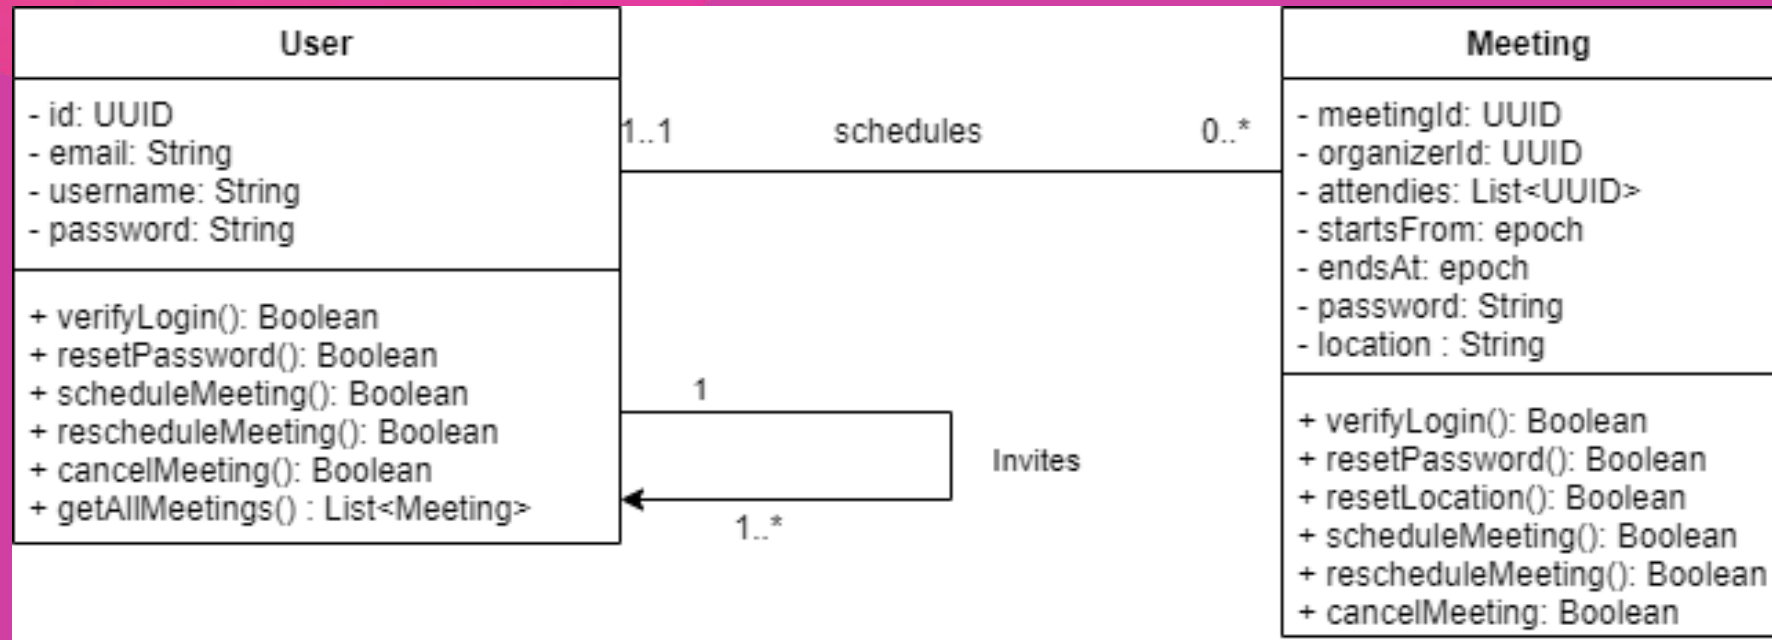 User
- id: UUID
- email: String
- username: String
- password: String
+ verifyLogin(): Boolean
+ resetPassword(): Boolean
+ scheduleMeeting(): Boolean
+ rescheduleMeeting(): Boolean
+ cancelMeeting(): Boolean
+ getAllMeetings() : List<Meeting>
1..1 schedules 0..*
1
Invites
1..*
Meeting
- meetingId: UUID
- organizerId: UUID
- attendies: List<UUID>
- startsFrom: epoch
- endsAt: epoch
- password: String
- location : String
+ verifyLogin(): Boolean
+ resetPassword(): Boolean
+ resetLocation(): Boolean
+ scheduleMeeting(): Boolean
+ rescheduleMeeting(): Boolean
+ cancelMeeting: Boolean